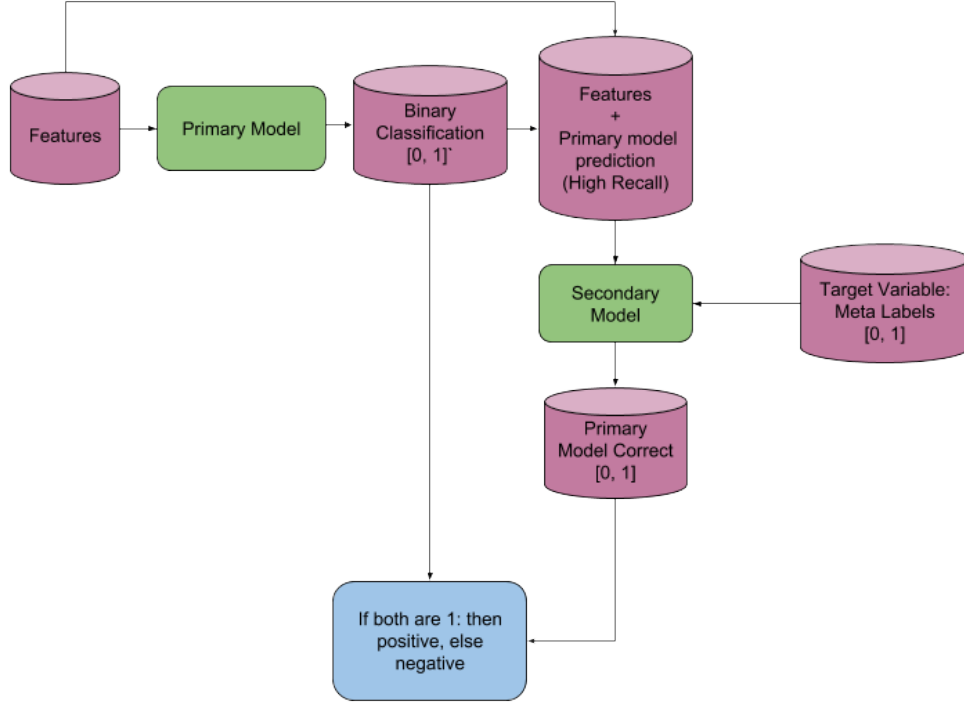 Features
Primary Model
Binary
Classification
[0, 1]`
Features
+
Primary model
prediction
(High Recall)
Secondary
Model
Target Variable:
Meta Labels
[0, 1]
Primary
Model Correct
[0, 1]
If both are 1: then
positive, else
negative